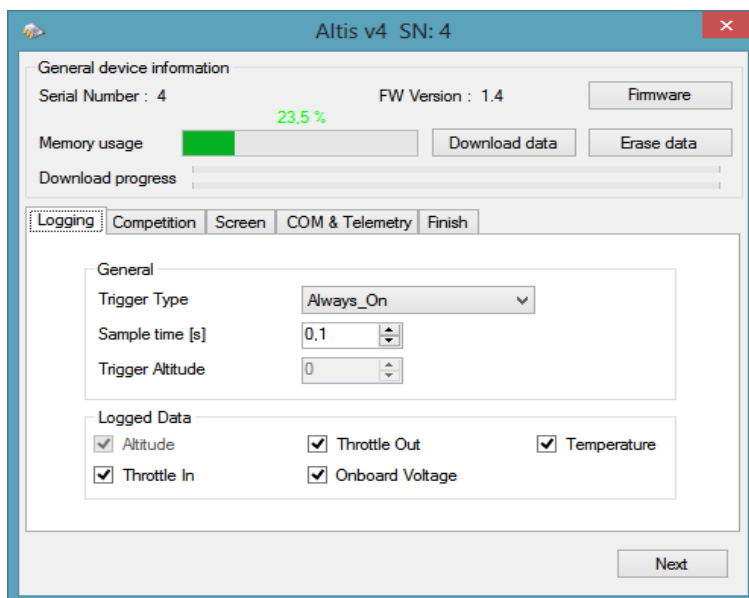 Altis v4 SN: 4
General device information
Serial Number : 4 FW Version : 1.4 Firmware
23,5 %
Memory usage Download data Erase data
Download progress
Logging Competition Screen COM & Telemetry Finish
General
Trigger Type Always_On
Sample time [s] 0,1
Trigger Altitude 0
Logged Data
Altitude Throttle Out Temperature
Throttle In Onboard Voltage
Next